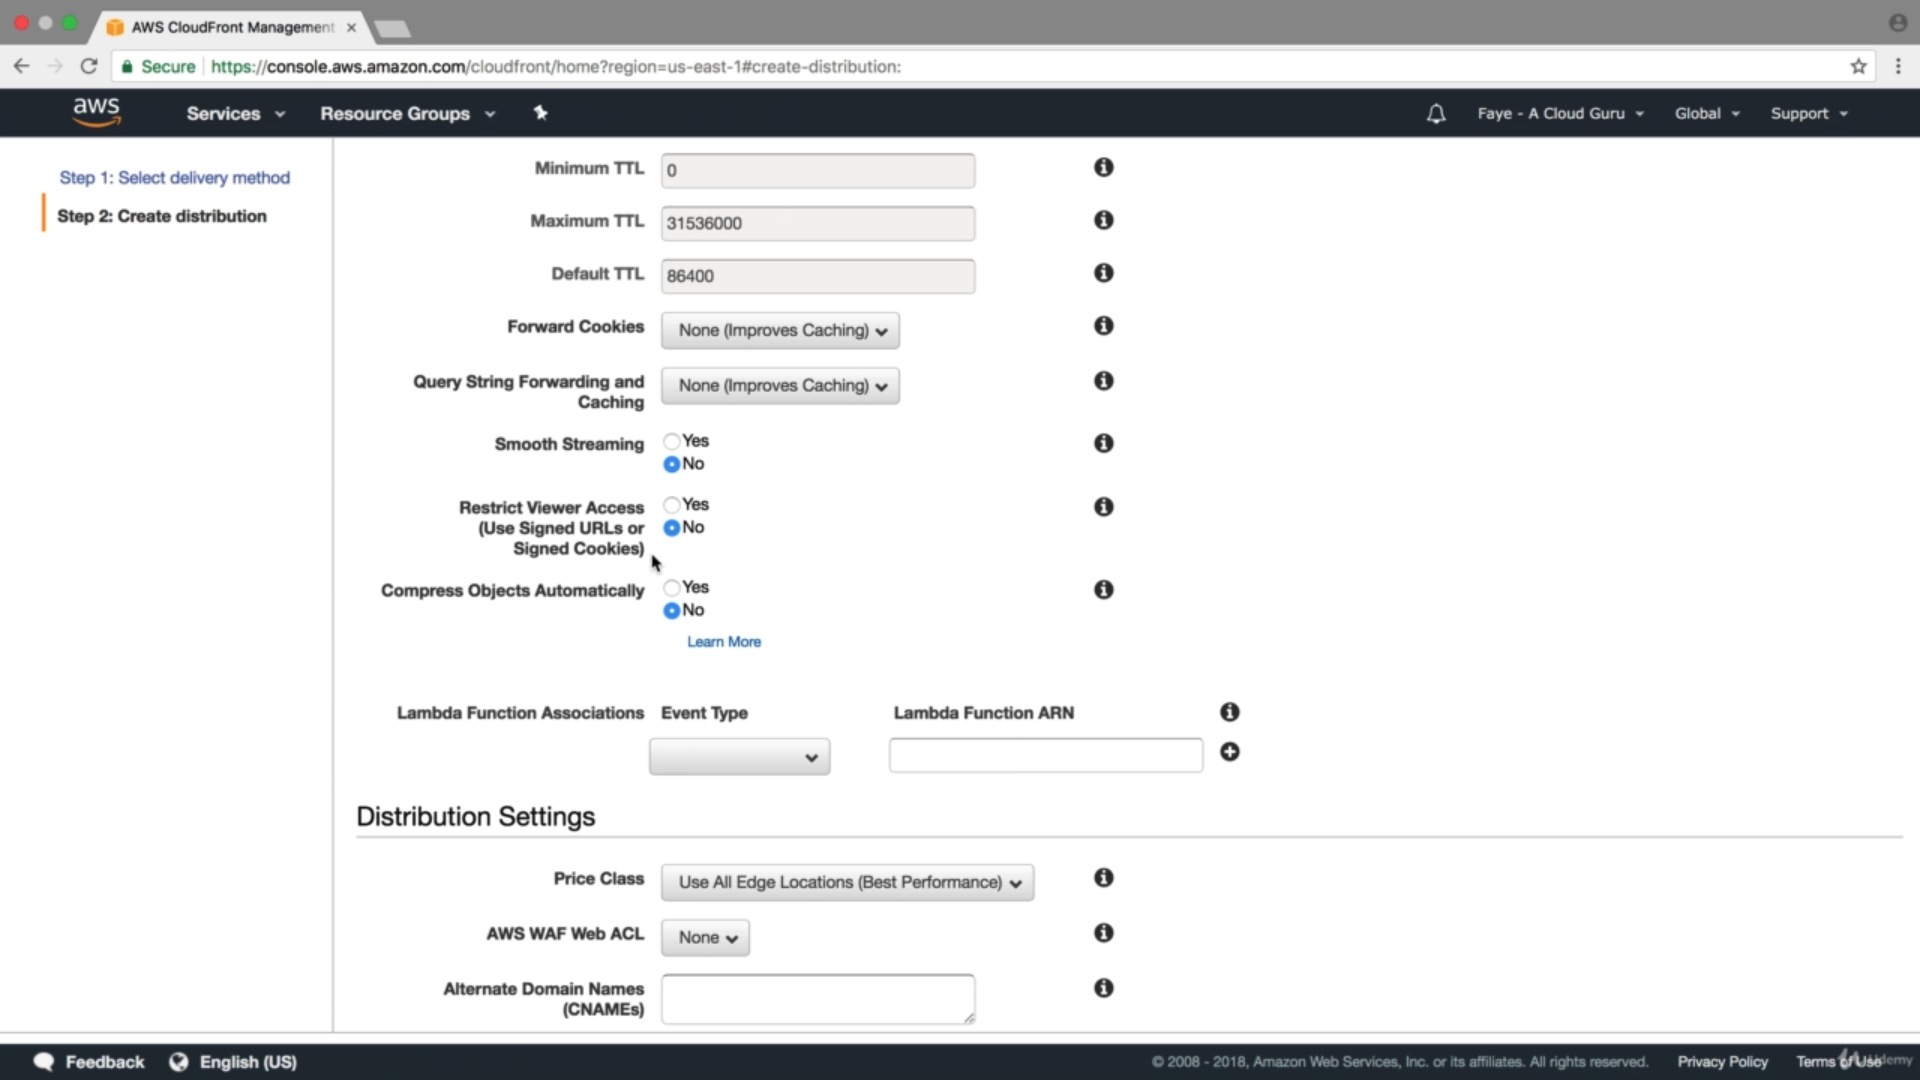 AWS CloudFront Management
Secure https://console.aws.amazon.com/cloudfront/home?region=us-east-1#create-distribution:
aws Services Resource Groups Faye - A Cloud Guru Global Support
Step 1: Select delivery method
Step 2: Create distribution
Minimum TTL 0
Maximum TTL 31536000
Default TTL 86400
Forward Cookies None (Improves Caching)
Query String Forwarding and None (Improves Caching)
Caching
Smooth Streaming Yes
No
Restrict Viewer Access Yes
(Use Signed URLs or No
Signed Cookies)
Compress Objects Automatically Yes
No
Learn More
Lambda Function Associations Event Type Lambda Function ARN
Distribution Settings
Price Class Use All Edge Locations (Best Performance)
AWS WAF Web ACL None
Alternate Domain Names
(CNAMEs)
Feedback English (US) © 2008 - 2018, Amazon Web Services, Inc. or its affiliates. All rights reserved. Privacy Policy Terms of Use